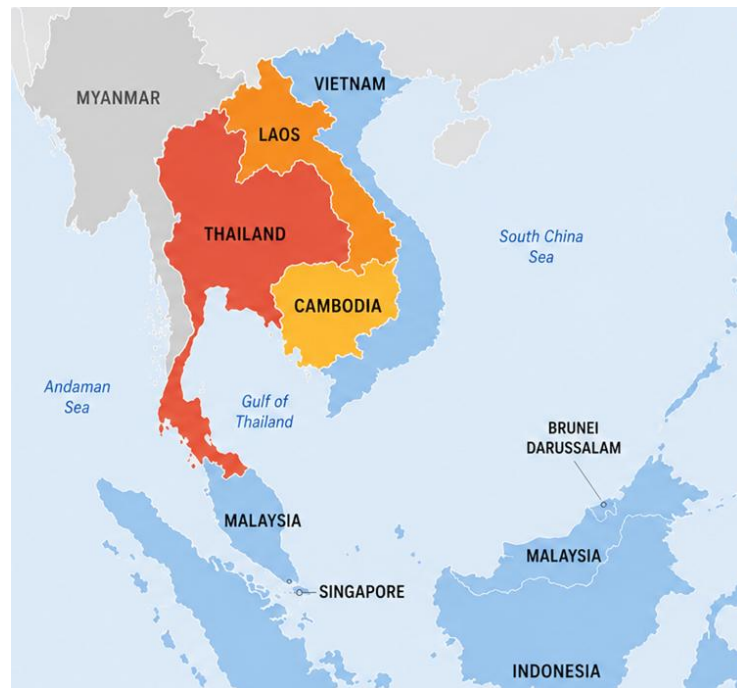 VIETNAM
MYANMAR
LAOS
THAILAND
South China
Sea
CAMBODIA
Andaman
Sea
Gulf of
Thailand
BRUNEI
DARUSSALAM
MALAYSIA
MALAYSIA
SINGAPORE
INDONESIA